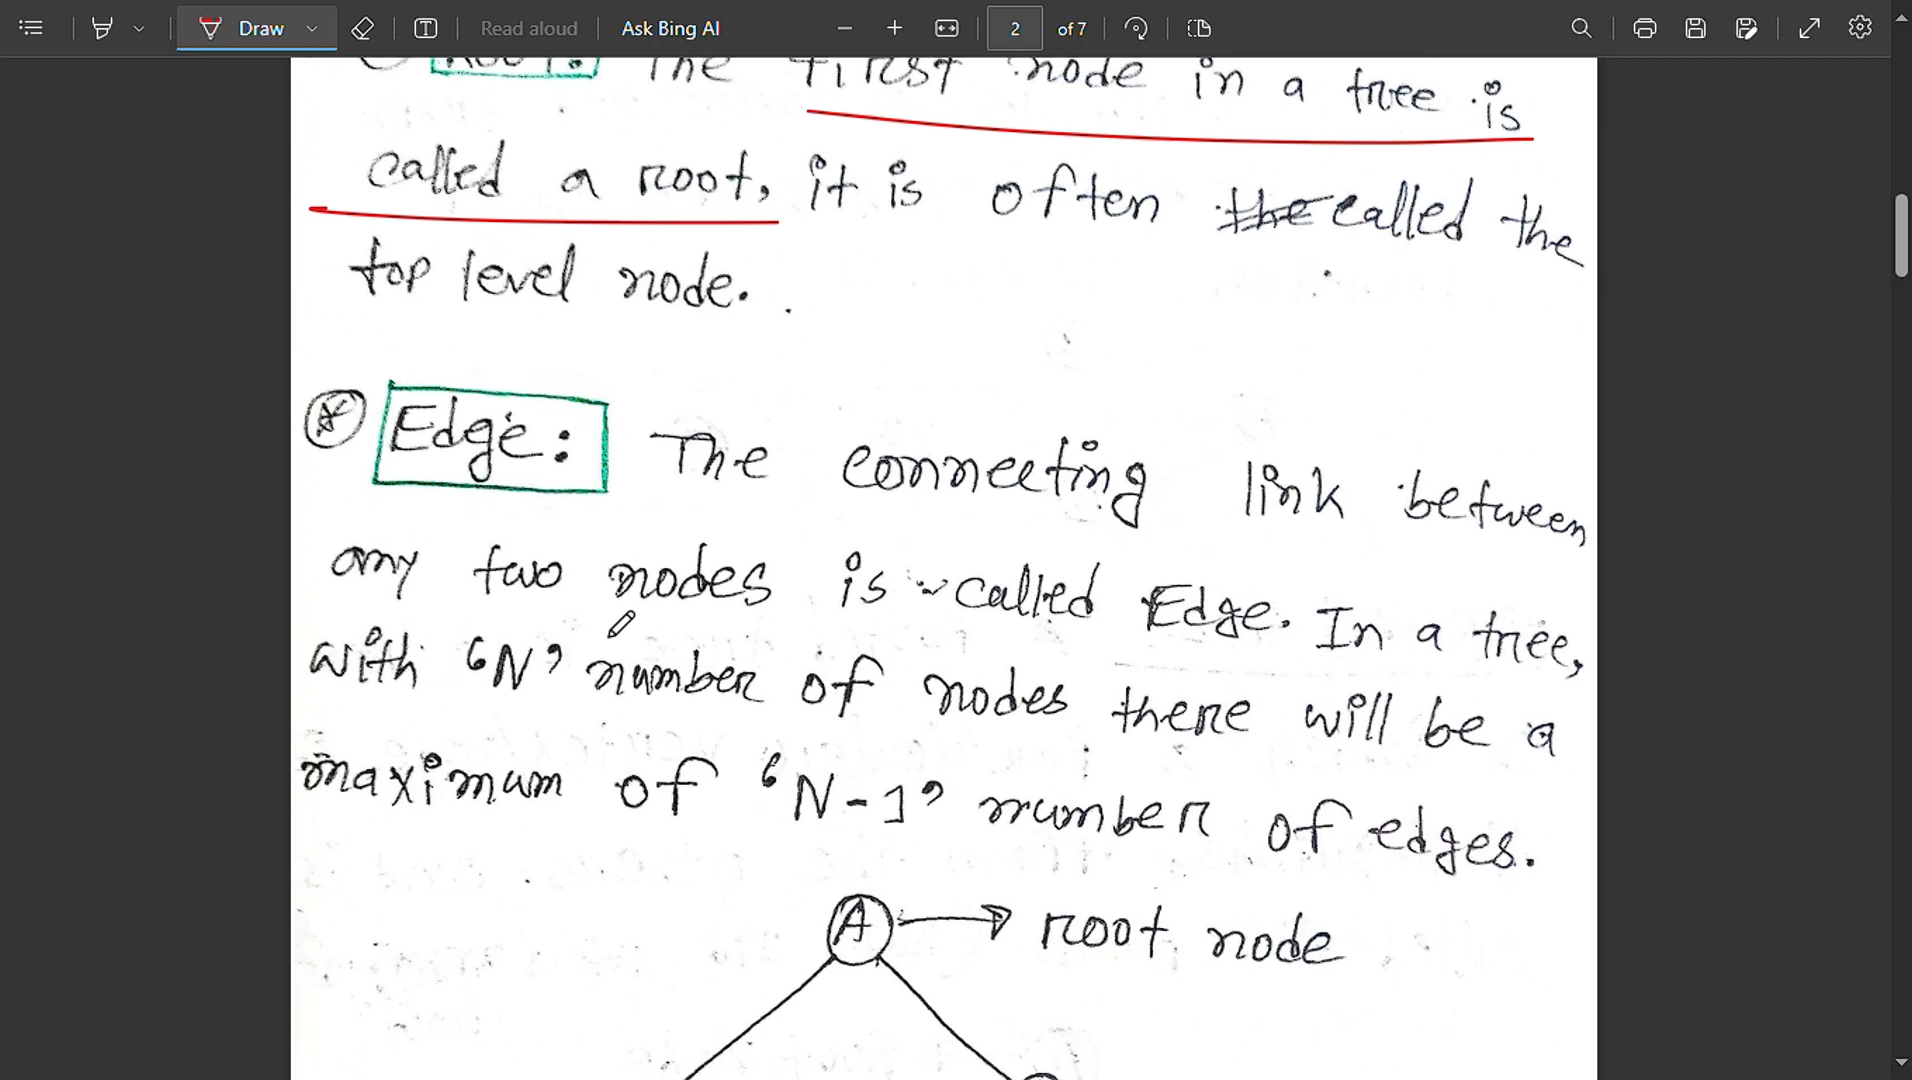 Draw
Read aloud
Ask Bing AI
2 of 7
Root: The first node in a tree is
called a root, it is often the called the
top level node.
Edge: The connecting link between
any two nodes is called Edge. In a tree,
with 'N' number of nodes there will be a
maximum of 'N-1' number of edges.
A → root node